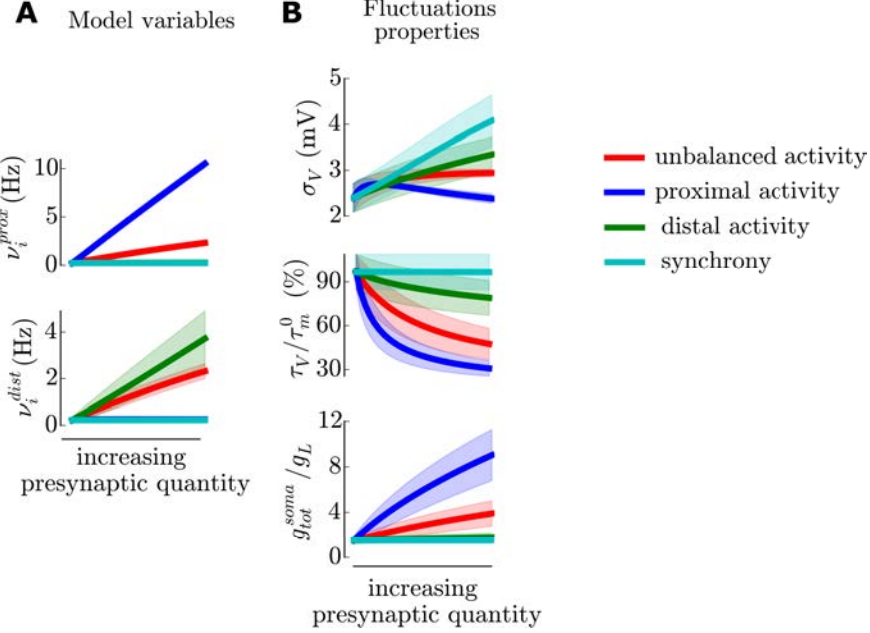 A
Model variables
B
Fluctuations
properties
ν_i^{prox} (Hz)
10
5
0
ν_i^{dist} (Hz)
4
2
0
increasing
presynaptic quantity
σ_V (mV)
5
4
3
2
τ_V/τ_m^0 (%)
90
60
30
g_{tot}^{soma}/g_L
12
8
4
0
increasing
presynaptic quantity
unbalanced activity
proximal activity
distal activity
synchrony